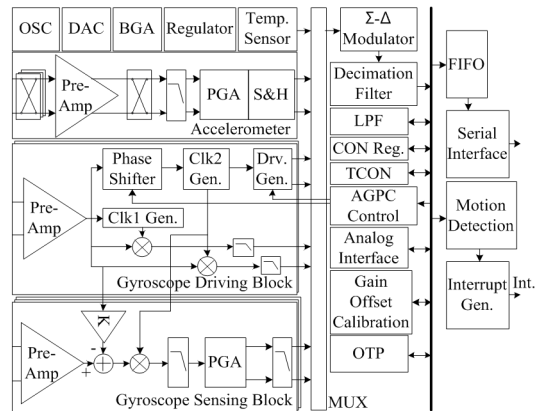 OSC
DAC
BGA
Regulator
Temp.
Sensor
Σ-Δ
Modulator
FIFO
Pre-
Amp
PGA
S&H
Accelerometer
Decimation
Filter
LPF
CON Reg.
TCON
AGPC
Control
Analog
Interface
Gain
Offset
Calibration
OTP
Serial
Interface
Motion
Detection
Interrupt
Gen.
Int.
Phase
Shifter
Clk2
Gen.
Drv.
Gen.
Pre-
Amp
Clk1 Gen.
Gyroscope Driving Block
K
Pre-
Amp
-
+
PGA
Gyroscope Sensing Block
MUX